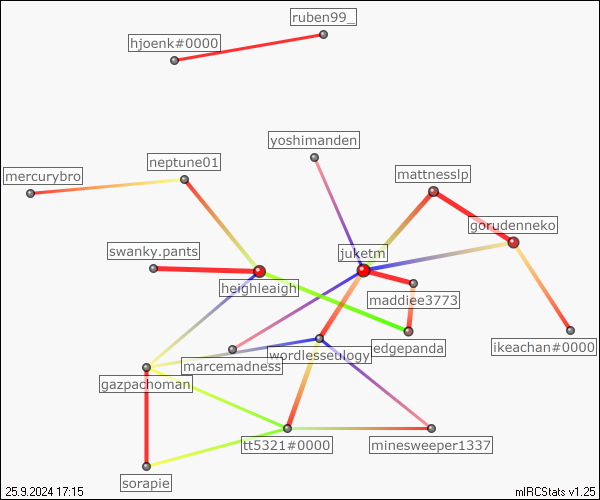 ruben99_
hjoenk#0000
yoshimanden
neptune01
mercurybro
mattnesslp
gorudenneko
swanky.pants
juketm
heighleaigh
maddiee3773
edgepanda
ikeachan#0000
wordlesseulogy
marcemadness
gazpachoman
tt5321#0000
minesweeper1337
sorapie
25.9.2024 17:15
mIRCStats v1.25